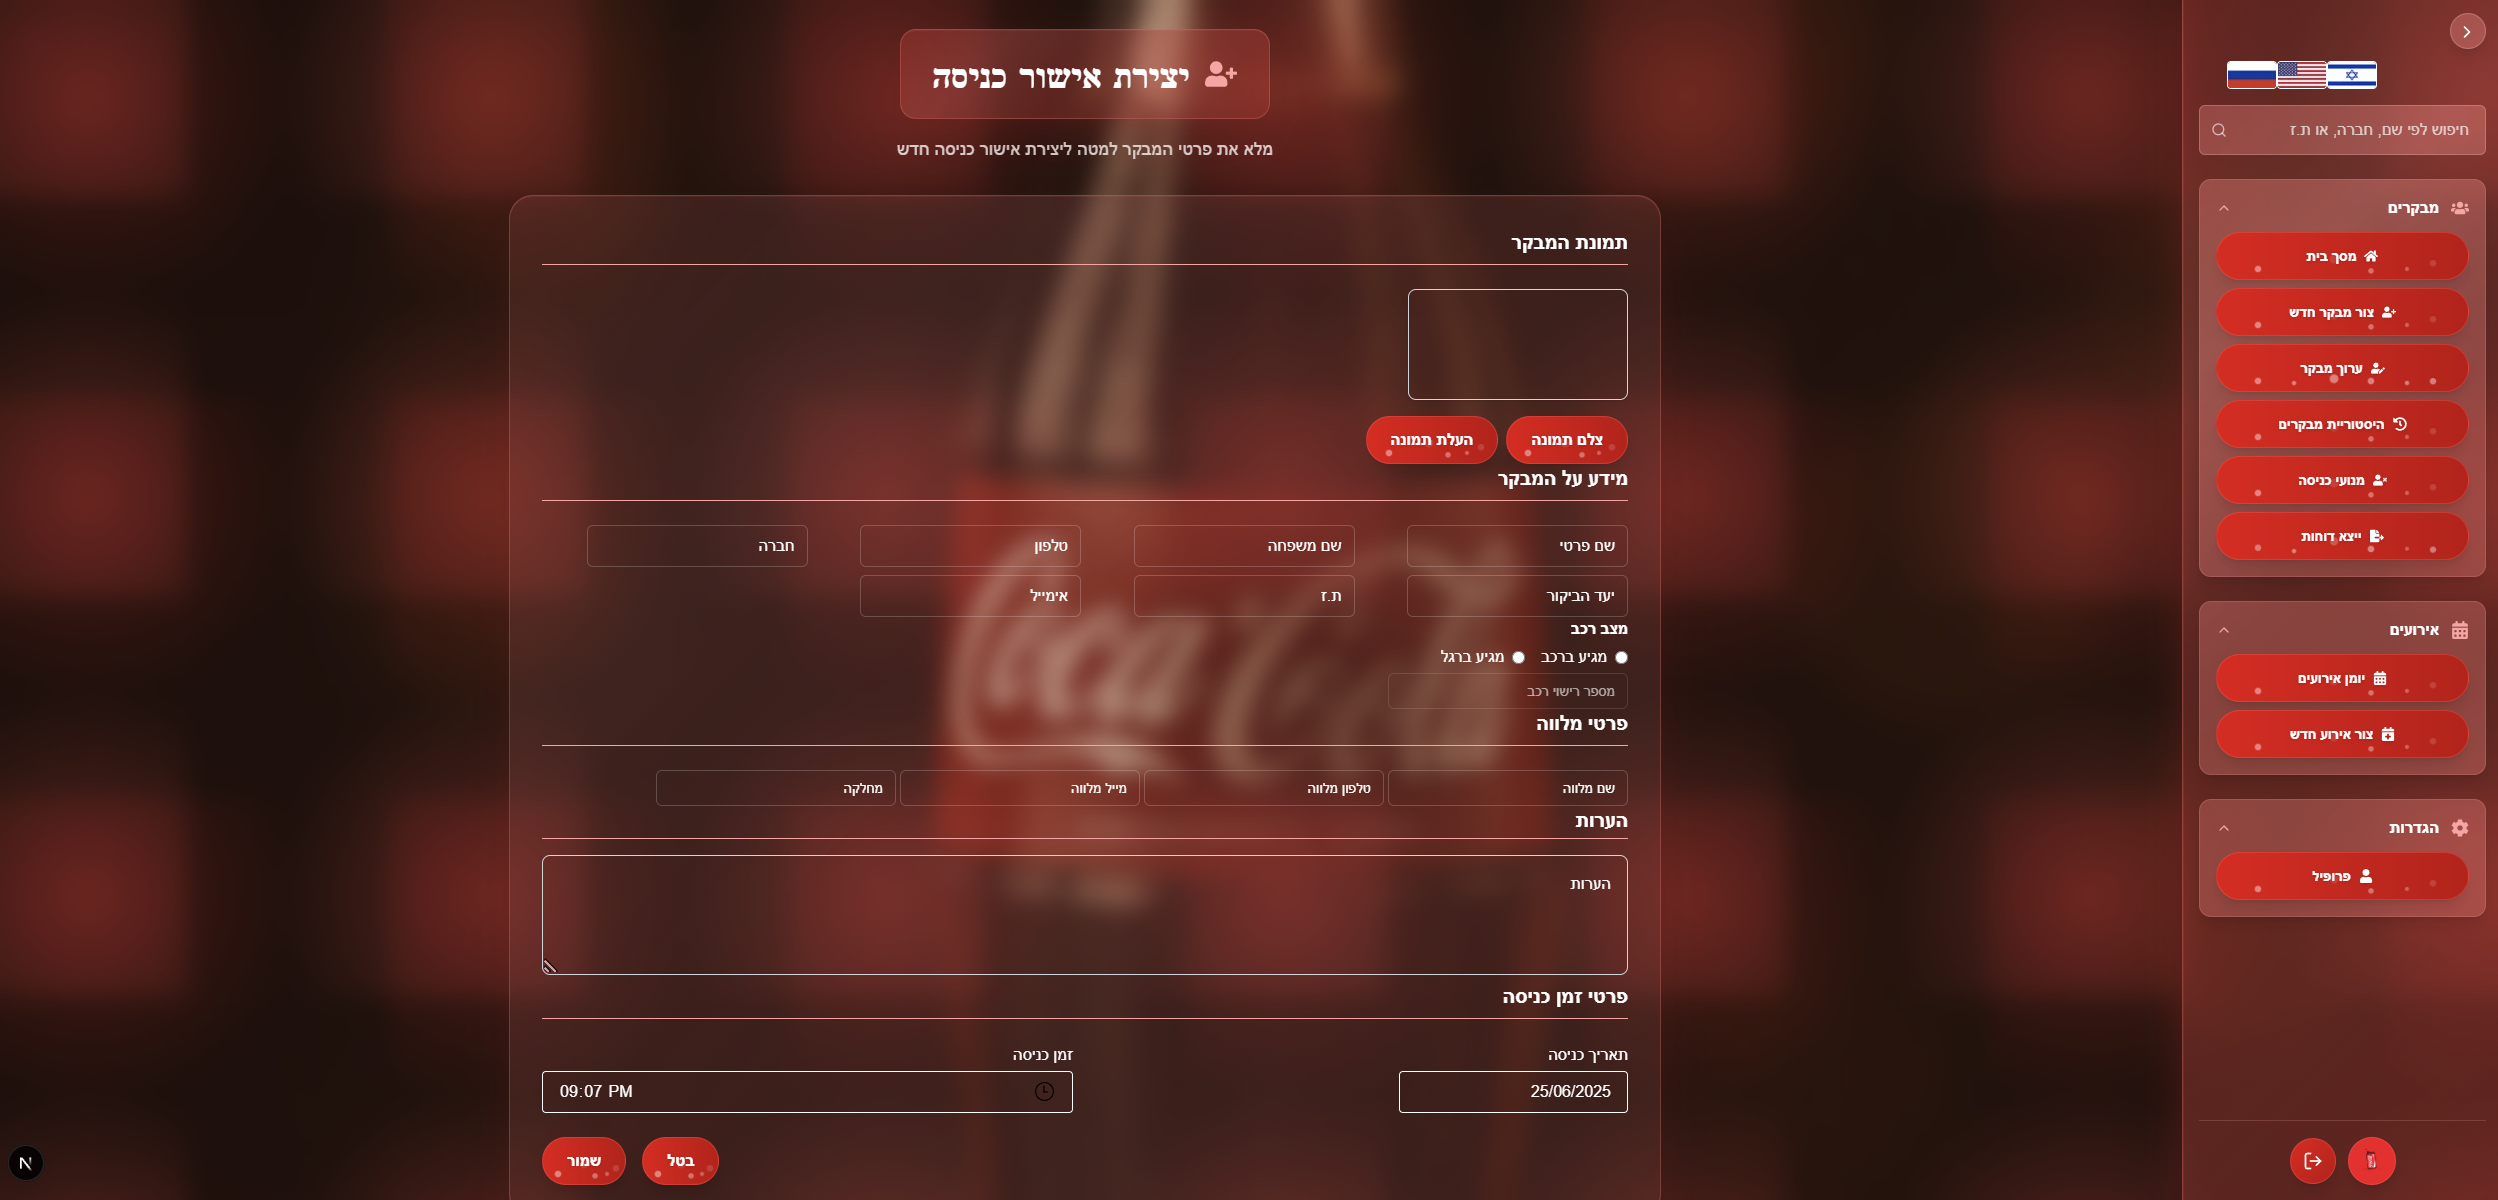 יצירת אישור כניסה
מלא את פרטי המבקר למטה ליצירת אישור כניסה חדש
חיפוש לפי שם, חברה, או ת.ז
מבקרים
מסך בית
צור מבקר חדש
ערוך מבקר
היסטוריית מבקרים
מנועי כניסה
ייצא דוחות
אירועים
יומן אירועים
צור אירוע חדש
הגדרות
פרופיל
תמונת המבקר
צלם תמונה העלת תמונה
מידע על המבקר
שם פרטי שם משפחה טלפון חברה
יעד הביקור ת.ז אימייל
מצב רכב
מגיע ברכב מגיע ברגל
מספר רישוי רכב
פרטי מלווה
שם מלווה טלפון מלווה מייל מלווה מחלקה
הערות
הערות
פרטי זמן כניסה
תאריך כניסה זמן כניסה
25/06/2025 09:07 PM
בטל שמור
Coca Cola
N